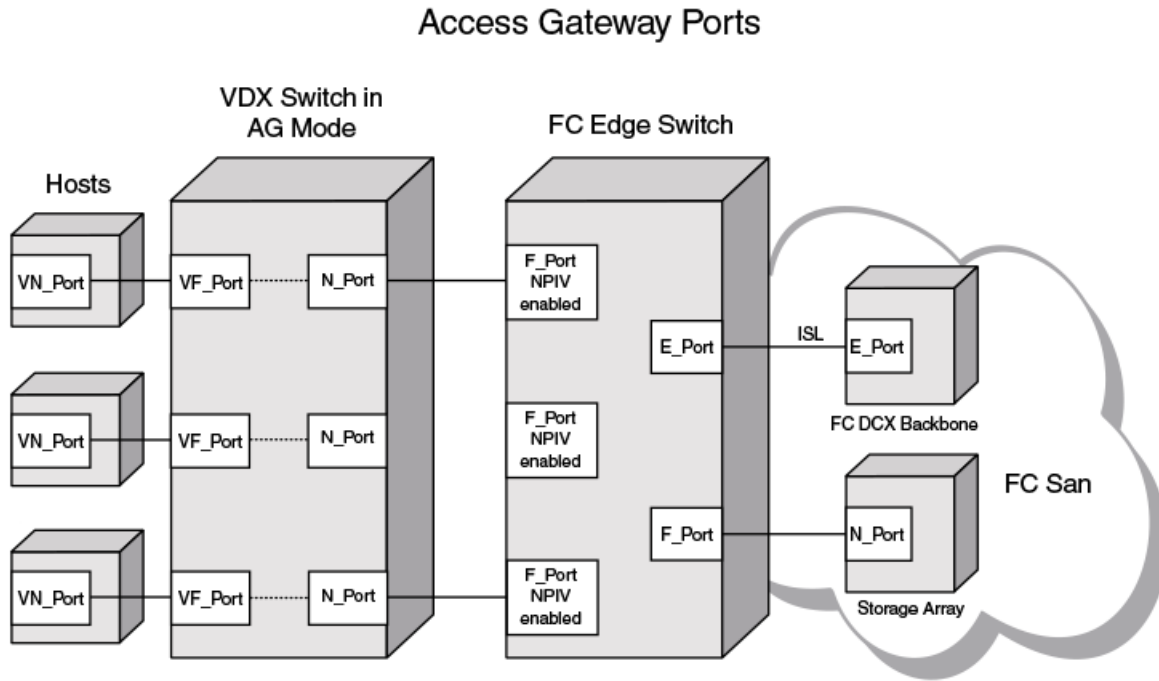 Access Gateway Ports
VDX Switch in
AG Mode
FC Edge Switch
Hosts
VN_Port
VF_Port
N_Port
F_Port
NPIV
enabled
E_Port
ISL
E_Port
FC DCX Backbone
VN_Port
VF_Port
N_Port
F_Port
NPIV
enabled
FC San
F_Port
N_Port
Storage Array
VN_Port
VF_Port
N_Port
F_Port
NPIV
enabled